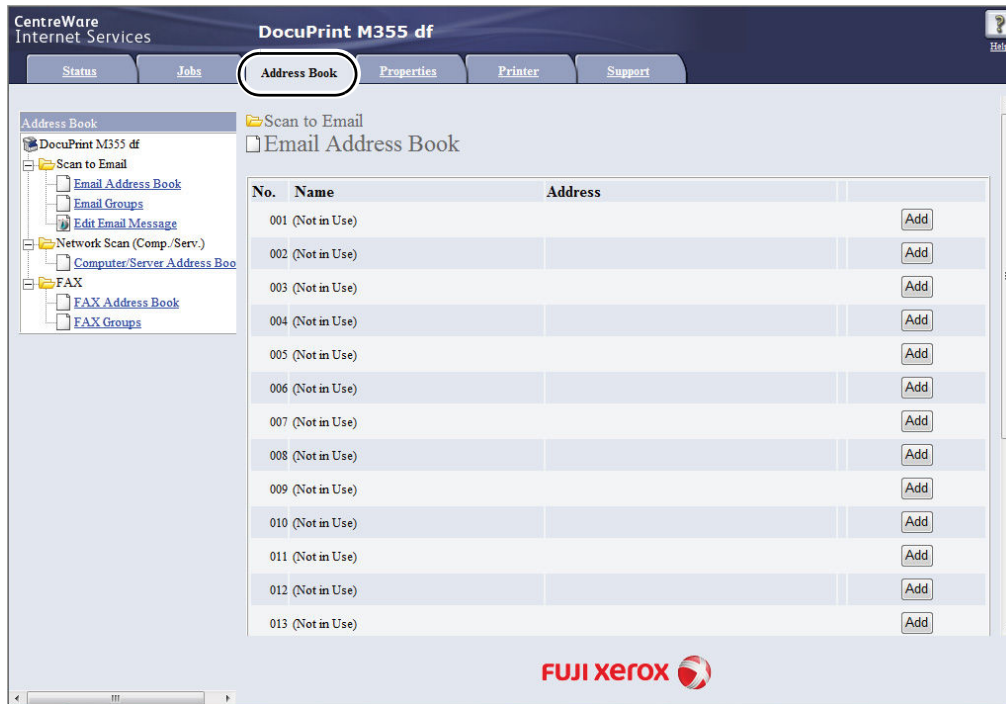 CentreWare
Internet Services
DocuPrint M355 df
Help
Status Jobs Address Book Properties Printer Support
Address Book
DocuPrint M355 df
Scan to Email
Email Address Book
Email Groups
Edit Email Message
Network Scan (Comp./Serv.)
Computer/Server Address Boo
FAX
FAX Address Book
FAX Groups
Scan to Email
Email Address Book
No. Name Address
001 (Not in Use) Add
002 (Not in Use) Add
003 (Not in Use) Add
004 (Not in Use) Add
005 (Not in Use) Add
006 (Not in Use) Add
007 (Not in Use) Add
008 (Not in Use) Add
009 (Not in Use) Add
010 (Not in Use) Add
011 (Not in Use) Add
012 (Not in Use) Add
013 (Not in Use) Add
FUJI xerox